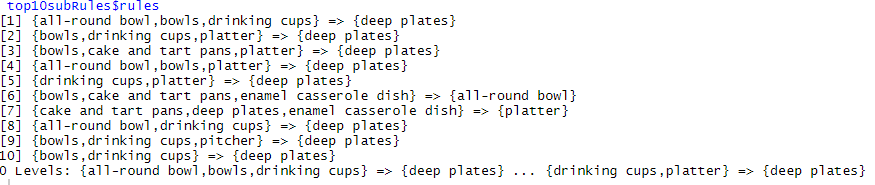 top10subRules$rules
[1] {all-round bowl,bowls,drinking cups} => {deep plates}
[2] {bowls,drinking cups,platter} => {deep plates}
[3] {bowls,cake and tart pans,platter} => {deep plates}
[4] {all-round bowl,bowls,platter} => {deep plates}
[5] {drinking cups,platter} => {deep plates}
[6] {bowls,cake and tart pans,enamel casserole dish} => {all-round bowl}
[7] {cake and tart pans,deep plates,enamel casserole dish} => {platter}
[8] {all-round bowl,drinking cups} => {deep plates}
[9] {bowls,drinking cups,pitcher} => {deep plates}
10] {bowls,drinking cups} => {deep plates}
0 Levels: {all-round bowl,bowls,drinking cups} => {deep plates} ... {drinking cups,platter} => {deep plates}